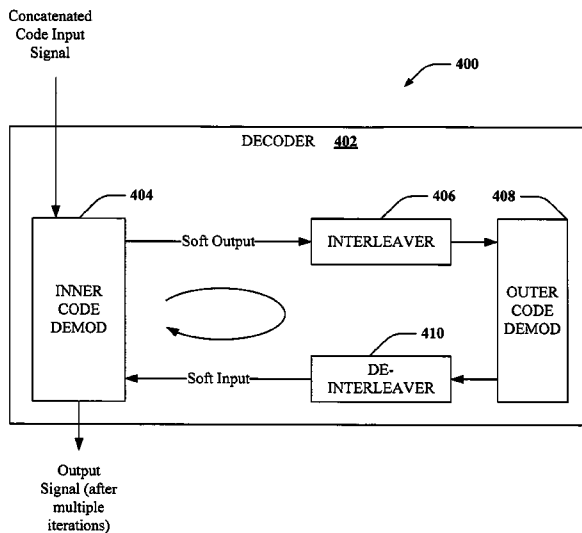 Concatenated
Code Input
Signal
400
DECODER 402
404
406
408
INNER
CODE
DEMOD
Soft Output
INTERLEAVER
OUTER
CODE
DEMOD
410
Soft Input
DE-
INTERLEAVER
Output
Signal (after
multiple
iterations)